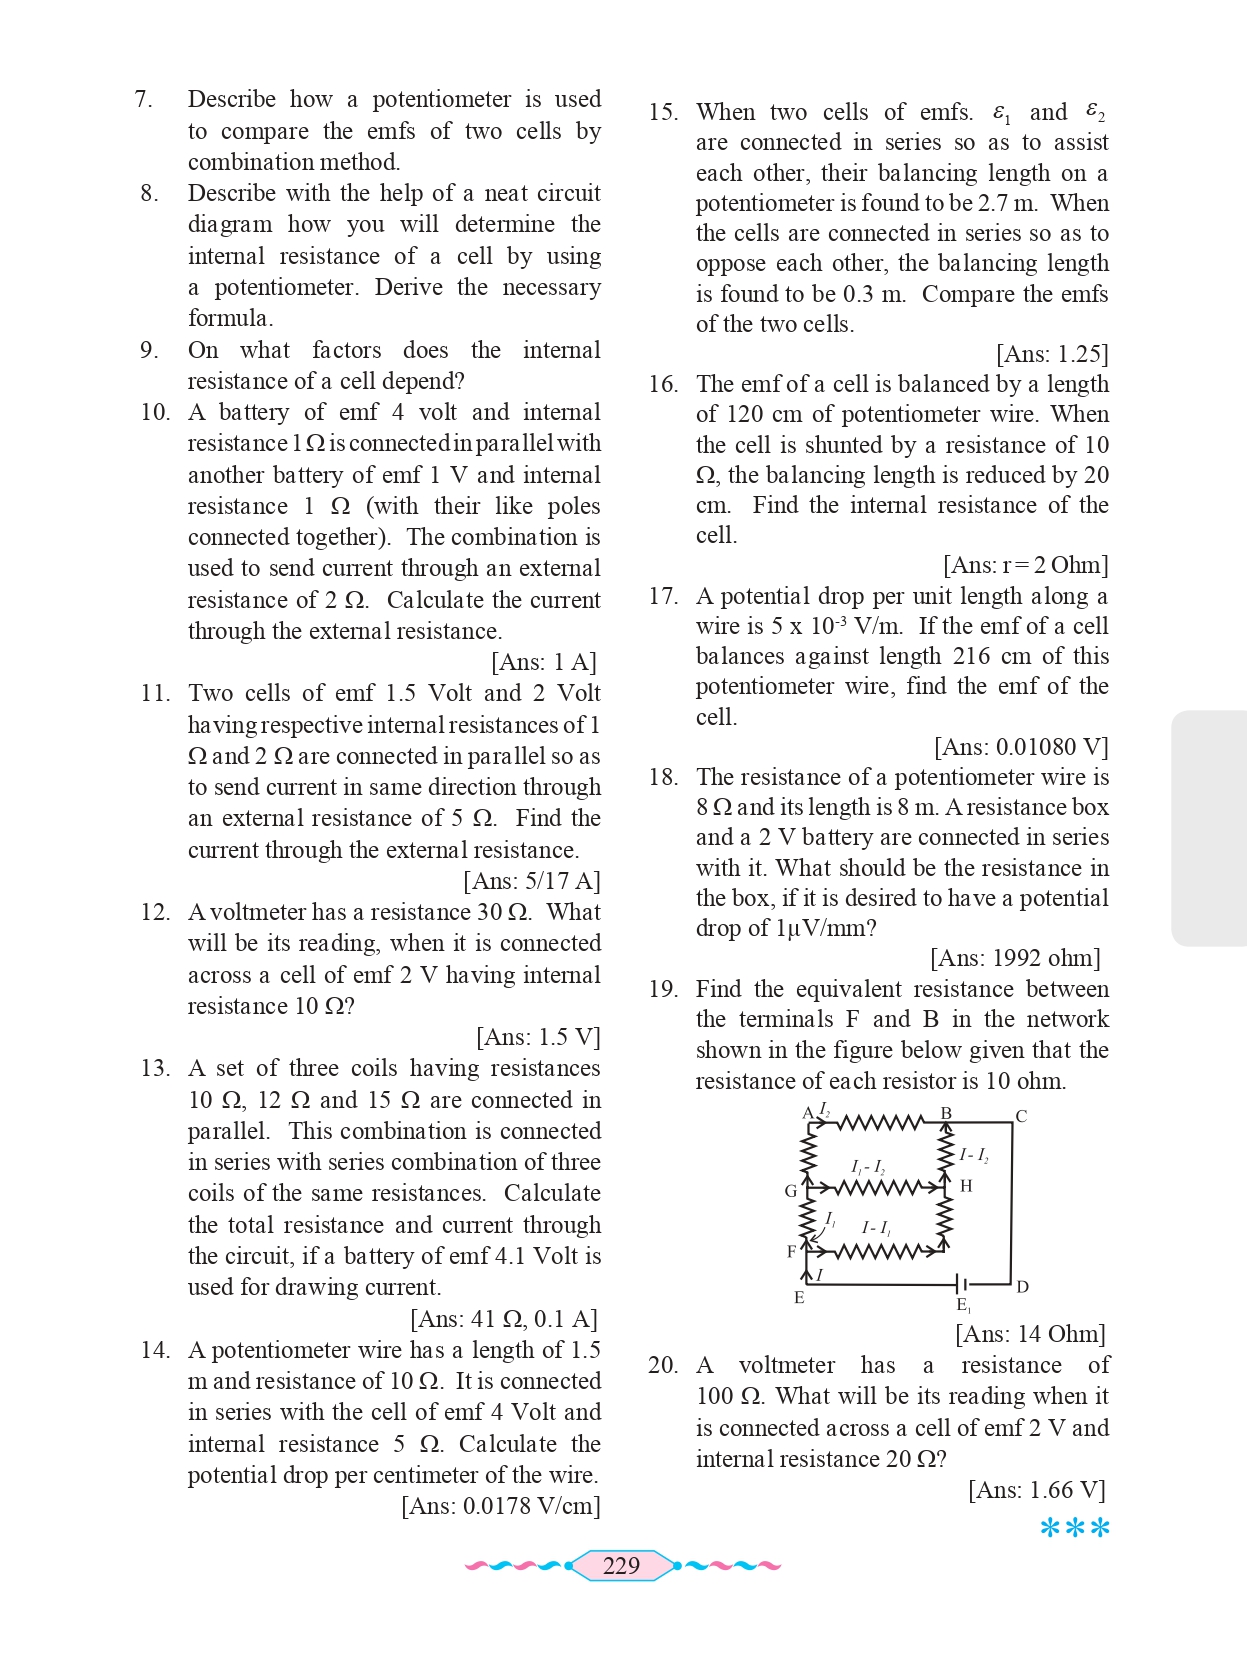 7. Describe how a potentiometer is used
to compare the emfs of two cells by
combination method.
8. Describe with the help of a neat circuit
diagram how you will determine the
internal resistance of a cell by using
a potentiometer. Derive the necessary
formula.
9. On what factors does the internal
resistance of a cell depend?
10. A battery of emf 4 volt and internal
resistance 1 Ω is connected in parallel with
another battery of emf 1 V and internal
resistance 1 Ω (with their like poles
connected together). The combination is
used to send current through an external
resistance of 2 Ω. Calculate the current
through the external resistance.
[Ans: 1 A]
11. Two cells of emf 1.5 Volt and 2 Volt
having respective internal resistances of 1
Ω and 2 Ω are connected in parallel so as
to send current in same direction through
an external resistance of 5 Ω. Find the
current through the external resistance.
[Ans: 5/17 A]
12. A voltmeter has a resistance 30 Ω. What
will be its reading, when it is connected
across a cell of emf 2 V having internal
resistance 10 Ω?
[Ans: 1.5 V]
13. A set of three coils having resistances
10 Ω, 12 Ω and 15 Ω are connected in
parallel. This combination is connected
in series with series combination of three
coils of the same resistances. Calculate
the total resistance and current through
the circuit, if a battery of emf 4.1 Volt is
used for drawing current.
[Ans: 41 Ω, 0.1 A]
14. A potentiometer wire has a length of 1.5
m and resistance of 10 Ω. It is connected
in series with the cell of emf 4 Volt and
internal resistance 5 Ω. Calculate the
potential drop per centimeter of the wire.
[Ans: 0.0178 V/cm]
15. When two cells of emfs. ε₁ and ε₂
are connected in series so as to assist
each other, their balancing length on a
potentiometer is found to be 2.7 m. When
the cells are connected in series so as to
oppose each other, the balancing length
is found to be 0.3 m. Compare the emfs
of the two cells.
[Ans: 1.25]
16. The emf of a cell is balanced by a length
of 120 cm of potentiometer wire. When
the cell is shunted by a resistance of 10
Ω, the balancing length is reduced by 20
cm. Find the internal resistance of the
cell.
[Ans: r = 2 Ohm]
17. A potential drop per unit length along a
wire is 5 x 10⁻³ V/m. If the emf of a cell
balances against length 216 cm of this
potentiometer wire, find the emf of the
cell.
[Ans: 0.01080 V]
18. The resistance of a potentiometer wire is
8 Ω and its length is 8 m. A resistance box
and a 2 V battery are connected in series
with it. What should be the resistance in
the box, if it is desired to have a potential
drop of 1µV/mm?
[Ans: 1992 ohm]
19. Find the equivalent resistance between
the terminals F and B in the network
shown in the figure below given that the
resistance of each resistor is 10 ohm.
A I₂ B C
I - I₂
I₁ - I₂
G H
I₁ I - I₁
F
I D
E E₁
[Ans: 14 Ohm]
20. A voltmeter has a resistance of
100 Ω. What will be its reading when it
is connected across a cell of emf 2 V and
internal resistance 20 Ω?
[Ans: 1.66 V]
***
229